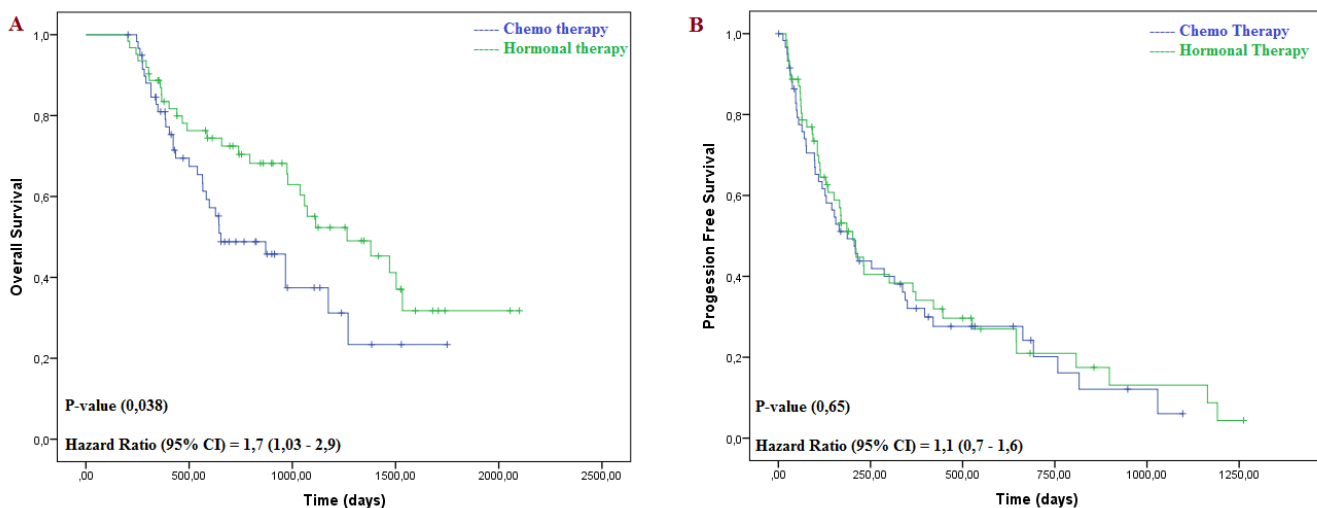 A
Chemo therapy
Hormonal therapy
Overall Survival
1,0
0,8
0,6
0,4
0,2
0,0
P-value (0,038)
Hazard Ratio (95% CI) = 1,7 (1,03 - 2,9)
,00 500,00 1000,00 1500,00 2000,00 2500,00
Time (days)
B
Chemo Therapy
Hormonal Therapy
Progession Free Survival
1,0
0,8
0,6
0,4
0,2
0,0
P-value (0,65)
Hazard Ratio (95% CI) = 1,1 (0,7 - 1,6)
,00 250,00 500,00 750,00 1000,00 1250,00
Time (days)